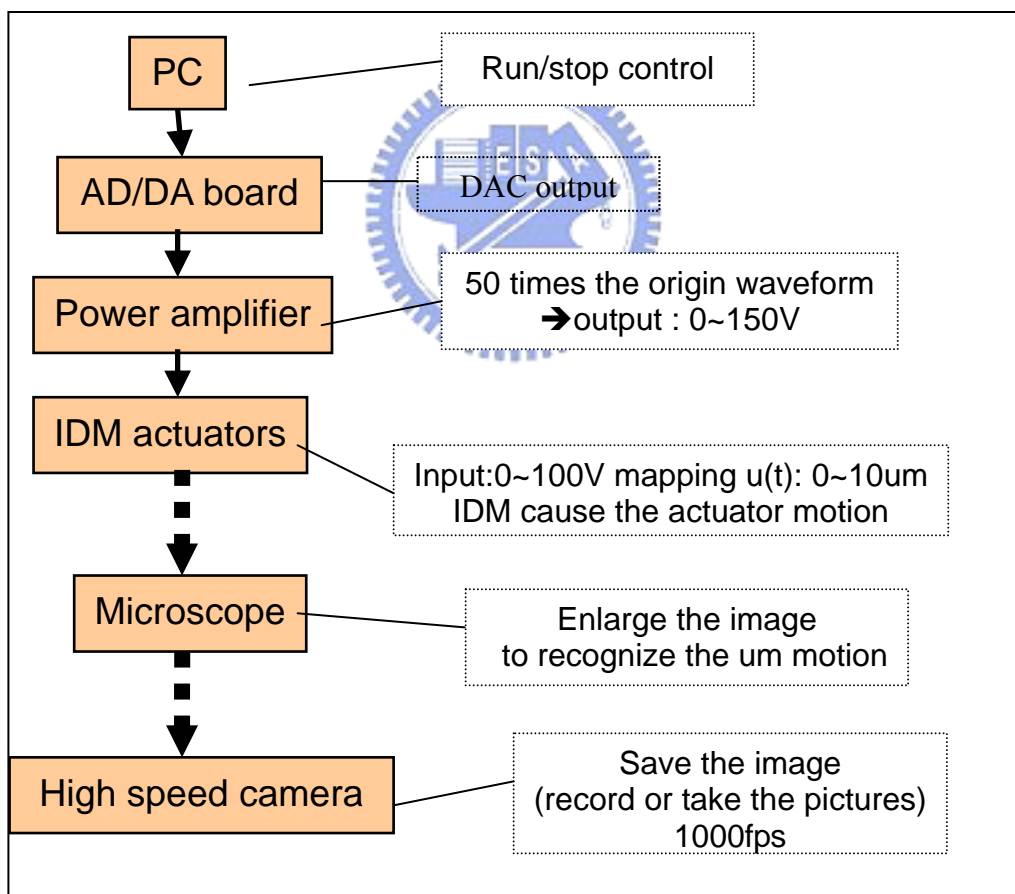 PC
Run/stop control
AD/DA board
DAC output
Power amplifier
50 times the origin waveform
➔output : 0~150V
IDM actuators
Input:0~100V mapping u(t): 0~10um
IDM cause the actuator motion
Microscope
Enlarge the image
to recognize the um motion
High speed camera
Save the image
(record or take the pictures)
1000fps